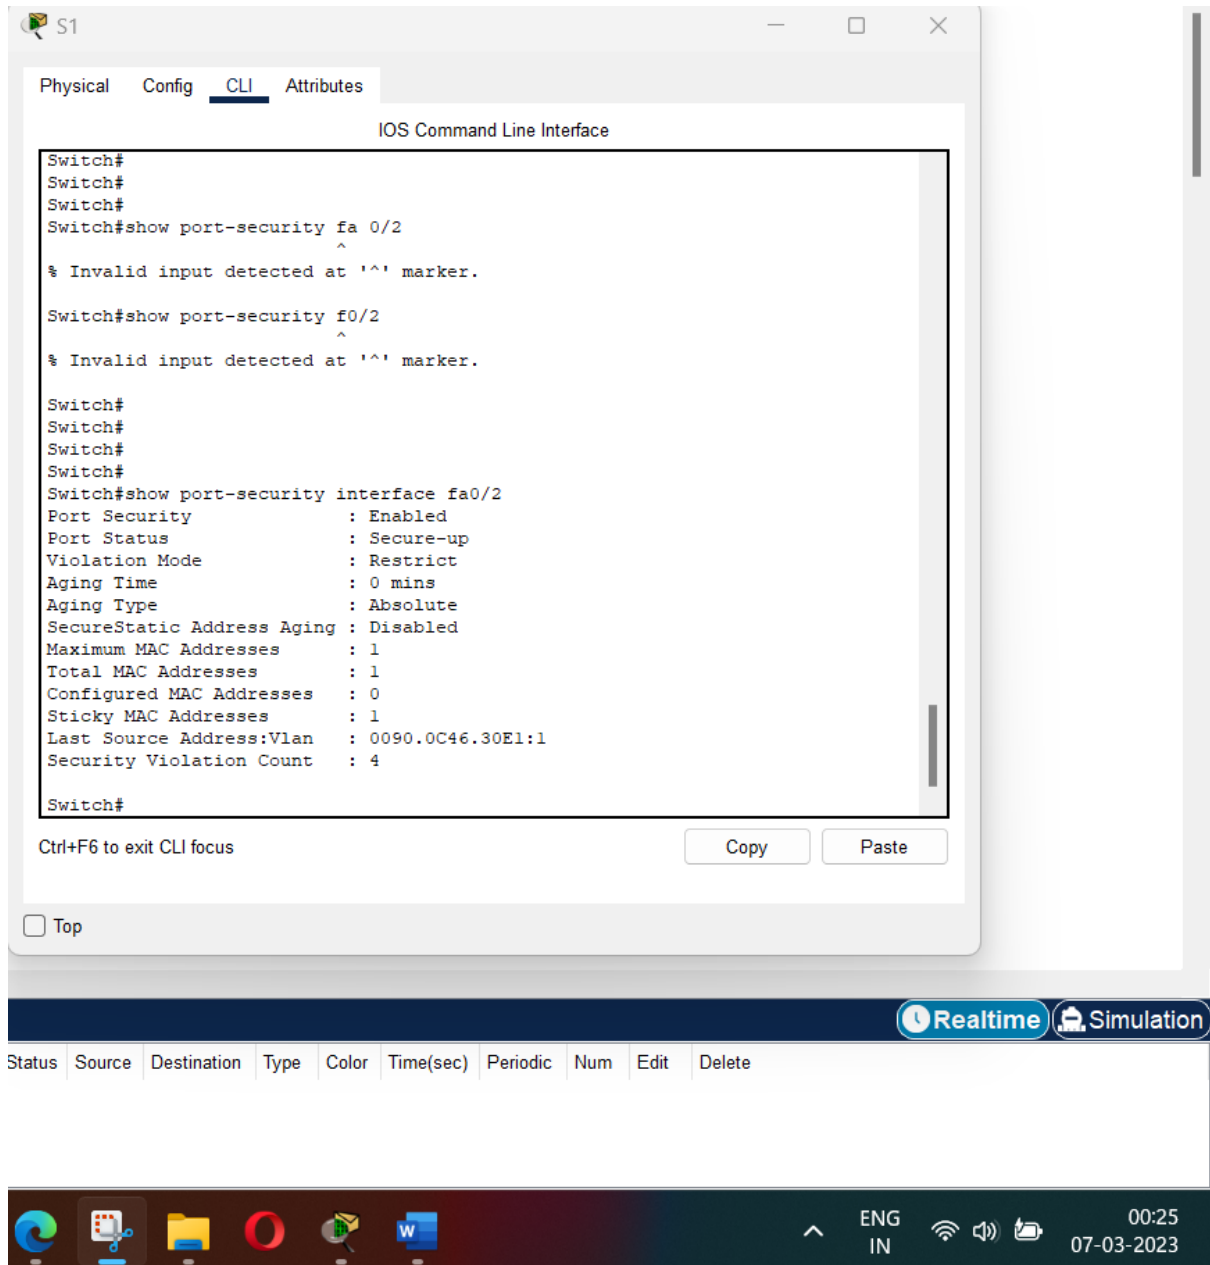 S1
Physical Config CLI Attributes
IOS Command Line Interface
Switch#
Switch#
Switch#
Switch#show port-security fa 0/2
^
% Invalid input detected at '^' marker.
Switch#show port-security f0/2
^
% Invalid input detected at '^' marker.
Switch#
Switch#
Switch#
Switch#
Switch#show port-security interface fa0/2
Port Security : Enabled
Port Status : Secure-up
Violation Mode : Restrict
Aging Time : 0 mins
Aging Type : Absolute
SecureStatic Address Aging : Disabled
Maximum MAC Addresses : 1
Total MAC Addresses : 1
Configured MAC Addresses : 0
Sticky MAC Addresses : 1
Last Source Address:Vlan : 0090.0C46.30E1:1
Security Violation Count : 4
Switch#
Ctrl+F6 to exit CLI focus Copy Paste
Top
Realtime Simulation
Status Source Destination Type Color Time(sec) Periodic Num Edit Delete
W
ENG 00:25
IN 07-03-2023